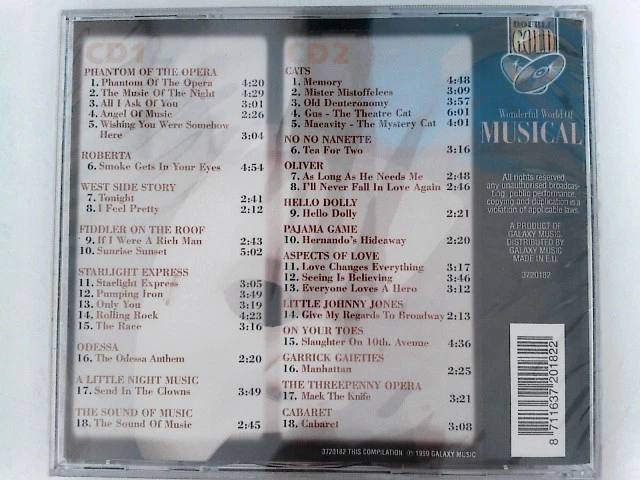 CD1
PHANTOM OF THE OPERA
1. Phantom Of The Opera 4:20
2. The Music Of The Night 4:29
3. All I Ask Of You 3:01
4. Angel Of Music 2:26
5. Wishing You Were Somehow
Here 3:04
ROBERTA
6. Smoke Gets In Your Eyes 4:54
WEST SIDE STORY
7. Tonight 2:41
8. I Feel Pretty 2:12
FIDDLER ON THE ROOF
9. If I Were A Rich Man 2:43
10. Sunrise Sunset 5:02
STARLIGHT EXPRESS
11. Starlight Express 3:05
12. Pumping Iron 3:49
13. Only You 3:19
14. Rolling Rock 4:23
15. The Race 3:16
ODESSA
16. The Odessa Anthem 2:20
A LITTLE NIGHT MUSIC
17. Send In The Clowns 3:49
THE SOUND OF MUSIC
18. The Sound Of Music 2:45
CD2
CATS
1. Memory 4:48
2. Mister Mistoffelees 3:09
3. Old Deuteronomy 3:57
4. Gus - The Theatre Cat 6:01
5. Macavity - The Mystery Cat 4:01
NO NO NANETTE
6. Tea For Two 3:16
OLIVER
7. As Long As He Needs Me 2:48
8. I'll Never Fall In Love Again 2:46
HELLO DOLLY
9. Hello Dolly 2:21
PAJAMA GAME
10. Hernando's Hideaway 2:20
ASPECTS OF LOVE
11. Love Changes Everything 3:17
12. Seeing Is Believing 3:46
13. Everyone Loves A Hero 3:12
LITTLE JOHNNY JONES
14. Give My Regards To Broadway 2:13
ON YOUR TOES
15. Slaughter On 10th. Avenue 4:36
GARRICK GAIETIES
16. Manhattan 2:25
THE THREEPENNY OPERA
17. Mack The Knife 3:21
CABARET
18. Cabaret 3:08
DOUBLE
GOLD
Wonderful World Of
MUSICAL
All rights reserved
any unauthorised broadcas-
ting, public performance,
copying and duplication is a
violation of applicable laws
A PRODUCT OF
GALAXY MUSIC.
DISTRIBUTED BY
GALAXY MUSIC
MADE IN E.U.
3720182
8 711637 201822
3720182 THIS COMPILATION ℗ 1999 GALAXY MUSIC